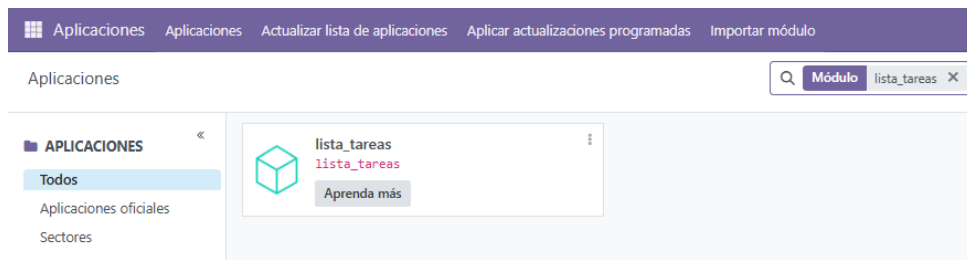 Aplicaciones Aplicaciones Actualizar lista de aplicaciones Aplicar actualizaciones programadas Importar módulo
Aplicaciones
Módulo lista_tareas ✕
APLICACIONES «
Todos
Aplicaciones oficiales
Sectores
lista_tareas
lista_tareas
Aprenda más